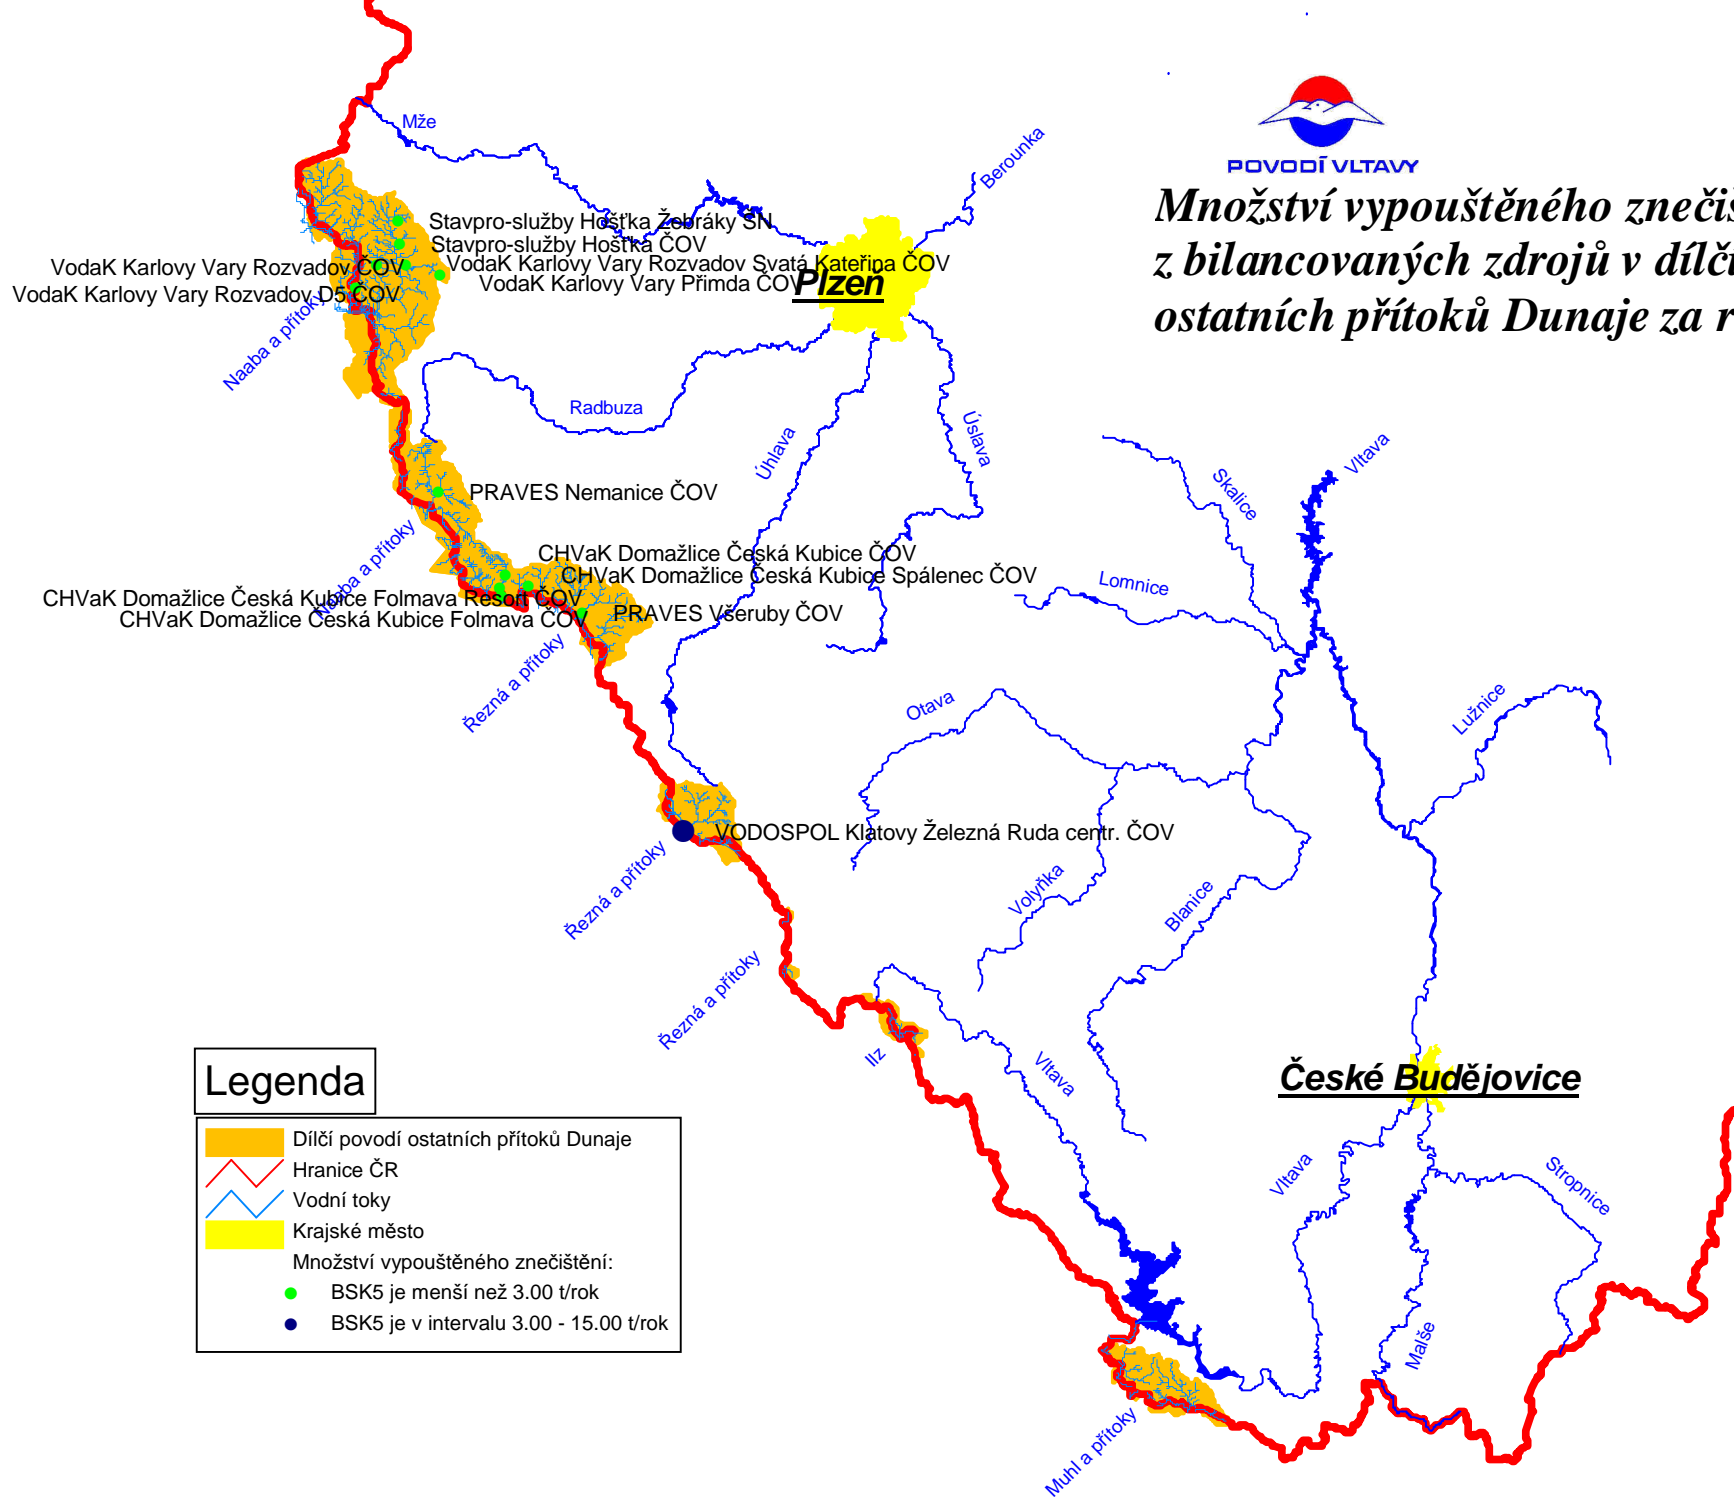 POVODÍ VLTAVY
Množství vypouštěného
z bilancovaných zdrojů v
ostatních přítoků Dunaje za
Mže
Berounka
Stavpro-služby Hošťka Žebráky SN
Stavpro-služby Hošťka ČOV
VodaK Karlovy Vary Rozvadov ČOV
VodaK Karlovy Vary Rozvadov Svatá Kateřina ČOV
VodaK Karlovy Vary Přimda ČOV
VodaK Karlovy Vary Rozvadov D5 ČOV
Plzeň
Naaba a přítoky
Radbuza
Úhlava
Úslava
Skalice
Vltava
PRAVES Nemanice ČOV
Naaba a přítoky
CHVaK Domažlice Česká Kubice ČOV
CHVaK Domažlice Česká Kubice Spálenec ČOV
CHVaK Domažlice Česká Kubice Folmava Resort ČOV
CHVaK Domažlice Česká Kubice Folmava ČOV
PRAVES Všeruby ČOV
Lomnice
Řezná a přítoky
Otava
Lužnice
VODOSPOL Klatovy Železná Ruda centr. ČOV
Řezná a přítoky
Volyňka
Blanice
Řezná a přítoky
Ilz
Vltava
České Budějovice
Vltava
Stropnice
Malše
Muhl a přítoky
Legenda
Dílčí povodí ostatních přítoků Dunaje
Hranice ČR
Vodní toky
Krajské město
Množství vypouštěného znečištění:
BSK5 je menší než 3.00 t/rok
BSK5 je v intervalu 3.00 - 15.00 t/rok